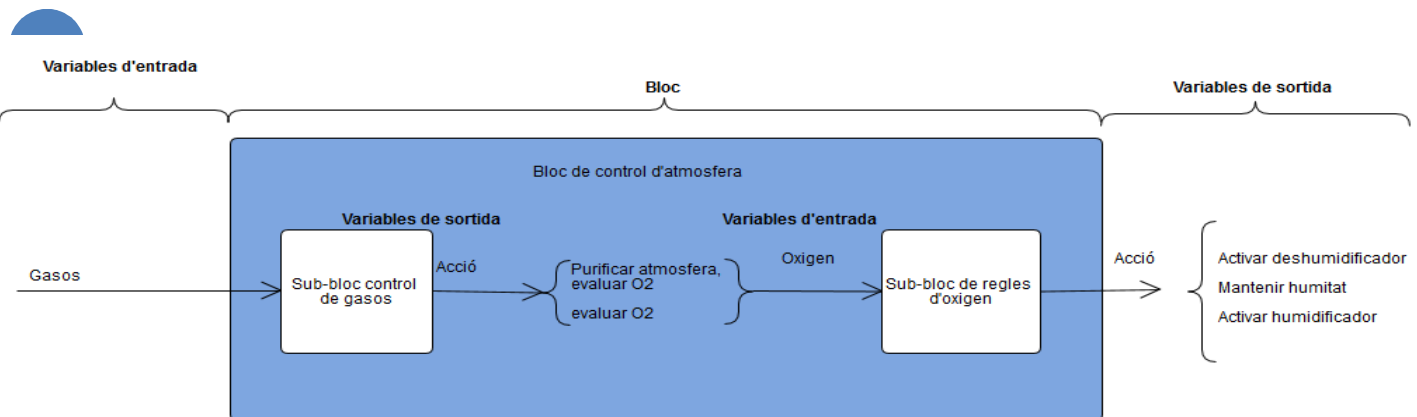 Variables d'entrada
Bloc
Variables de sortida
Bloc de control d'atmosfera
Variables de sortida
Variables d'entrada
Gasos
Sub-bloc control
de gasos
Acció
Purificar atmosfera,
evaluar O2
evaluar O2
Oxigen
Sub-bloc de regles
d'oxigen
Acció
Activar deshumidificador
Mantenir humitat
Activar humidificador